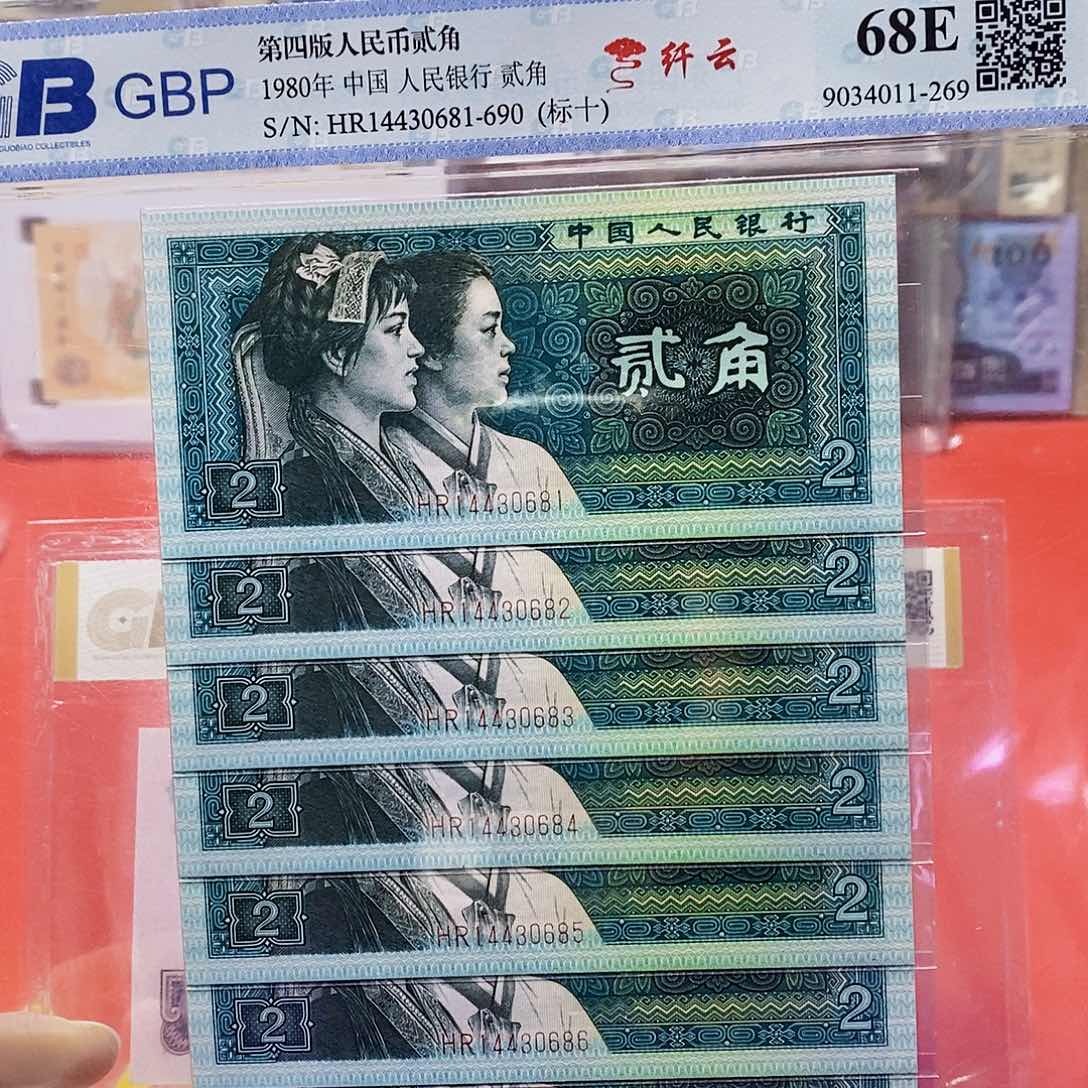 GB GBP
GUOBIAO COLLECTIBLES
第四版人民币贰角
1980年 中国 人民银行 贰角
S/N: HR14430681-690 (标十)
纤云
68E
9034011-269
中国人民银行
贰角
2
2
HR14430681
2
HR14430682
2
2
HR14430683
2
2
HR14430684
2
2
HR14430685
2
2
HR14430686
2